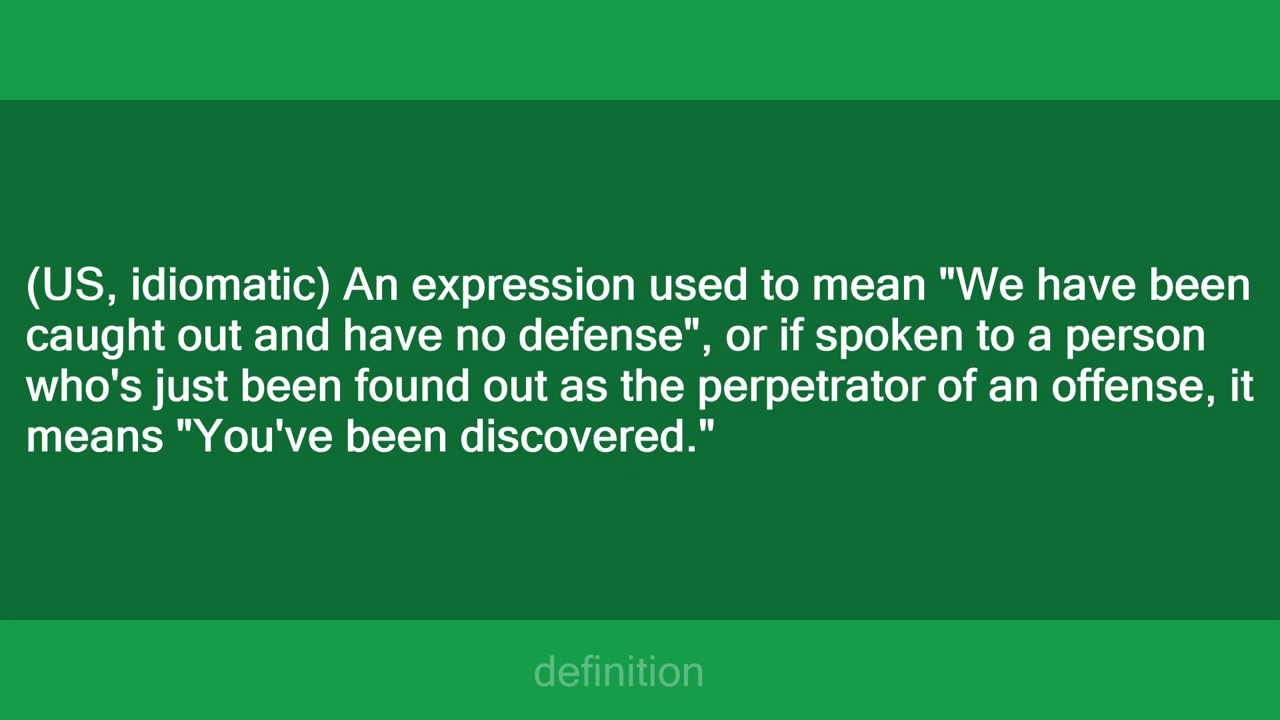 (US, idiomatic) An expression used to mean "We have been
caught out and have no defense", or if spoken to a person
who's just been found out as the perpetrator of an offense, it
means "You've been discovered."
definition